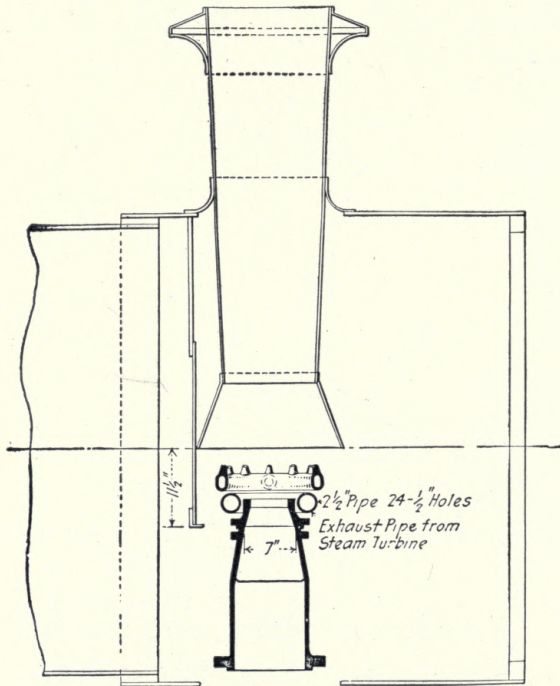 11½"
2½" Pipe 24-½" Holes
Exhaust Pipe from
Steam Turbine
7"